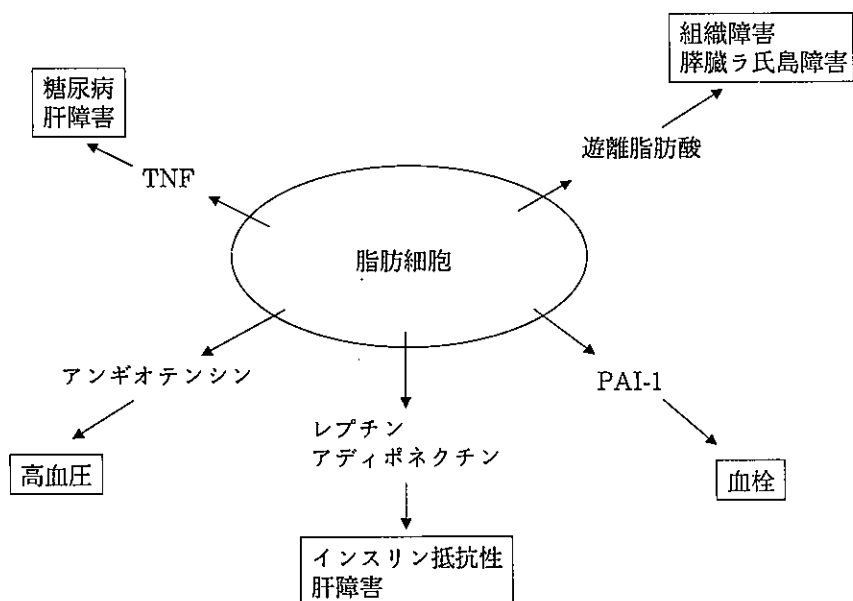 組織障害
膵臓ラ氏島障害
糖尿病
肝障害
遊離脂肪酸
TNF
脂肪細胞
アンギオテンシン
PAI-1
レプチン
アディポネクチン
高血圧
血栓
インスリン抵抗性
肝障害